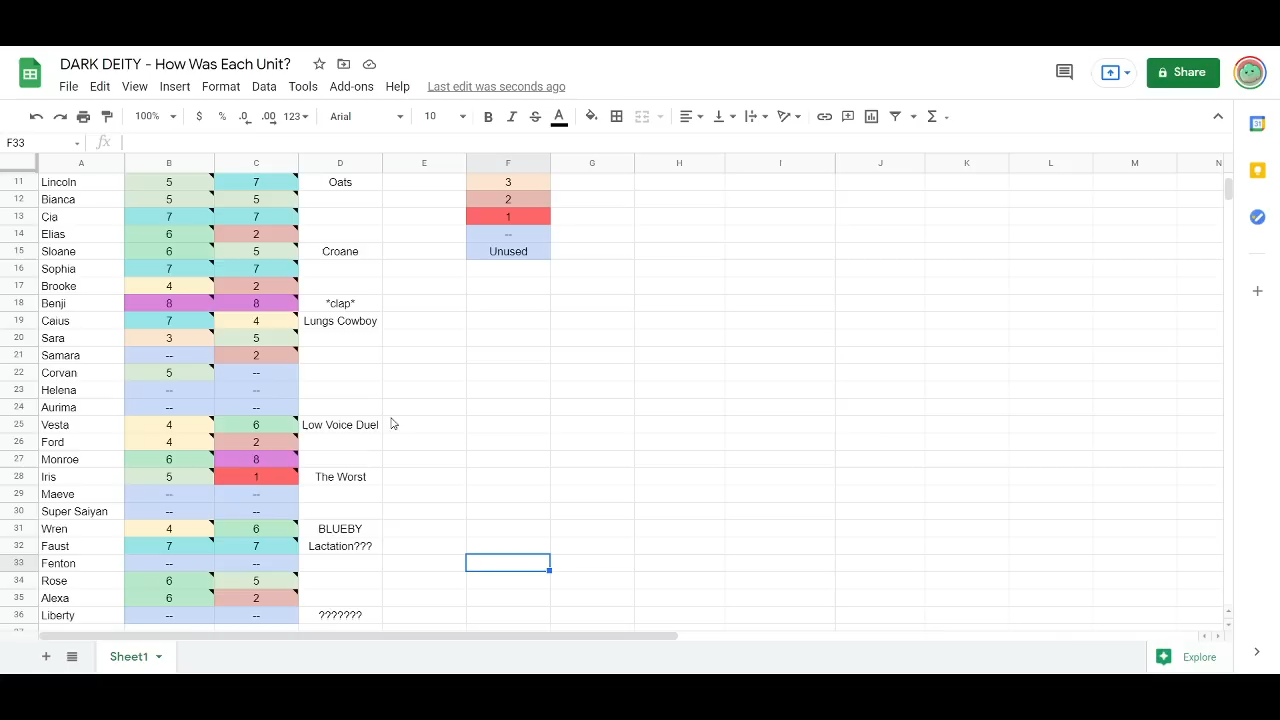 DARK DEITY - How Was Each Unit?
File Edit View Insert Format Data Tools Add-ons Help Last edit was seconds ago
Share
100% $ % .0 .00 123 Arial 10 B I S A
F33 fx
A B C D E F G H I J K L M N
11 Lincoln 5 7 Oats 3
12 Bianca 5 5 2
13 Cia 7 7 1
14 Elias 6 2 --
15 Sloane 6 5 Croane Unused
16 Sophia 7 7
17 Brooke 4 2
18 Benji 8 8 *clap*
19 Caius 7 4 Lungs Cowboy
20 Sara 3 5
21 Samara -- 2
22 Corvan 5 --
23 Helena -- --
24 Aurima -- --
25 Vesta 4 6 Low Voice Duel
26 Ford 4 2
27 Monroe 6 8
28 Iris 5 1 The Worst
29 Maeve -- --
30 Super Saiyan -- --
31 Wren 4 6 BLUEBY
32 Faust 7 7 Lactation???
33 Fenton -- --
34 Rose 6 5
35 Alexa 6 2
36 Liberty -- -- ???????
Sheet1
Explore